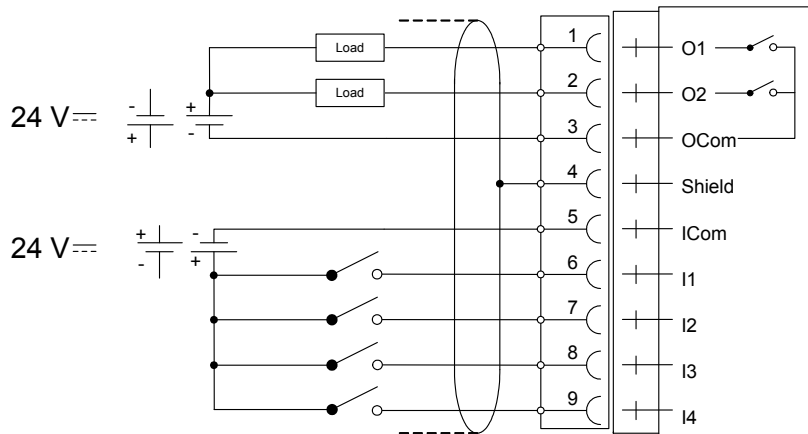 Load
1
O1
Load
2
O2
24 V⎓
-
+
+
-
3
OCom
4
Shield
5
ICom
24 V⎓
+
-
-
+
6
I1
7
I2
8
I3
9
I4